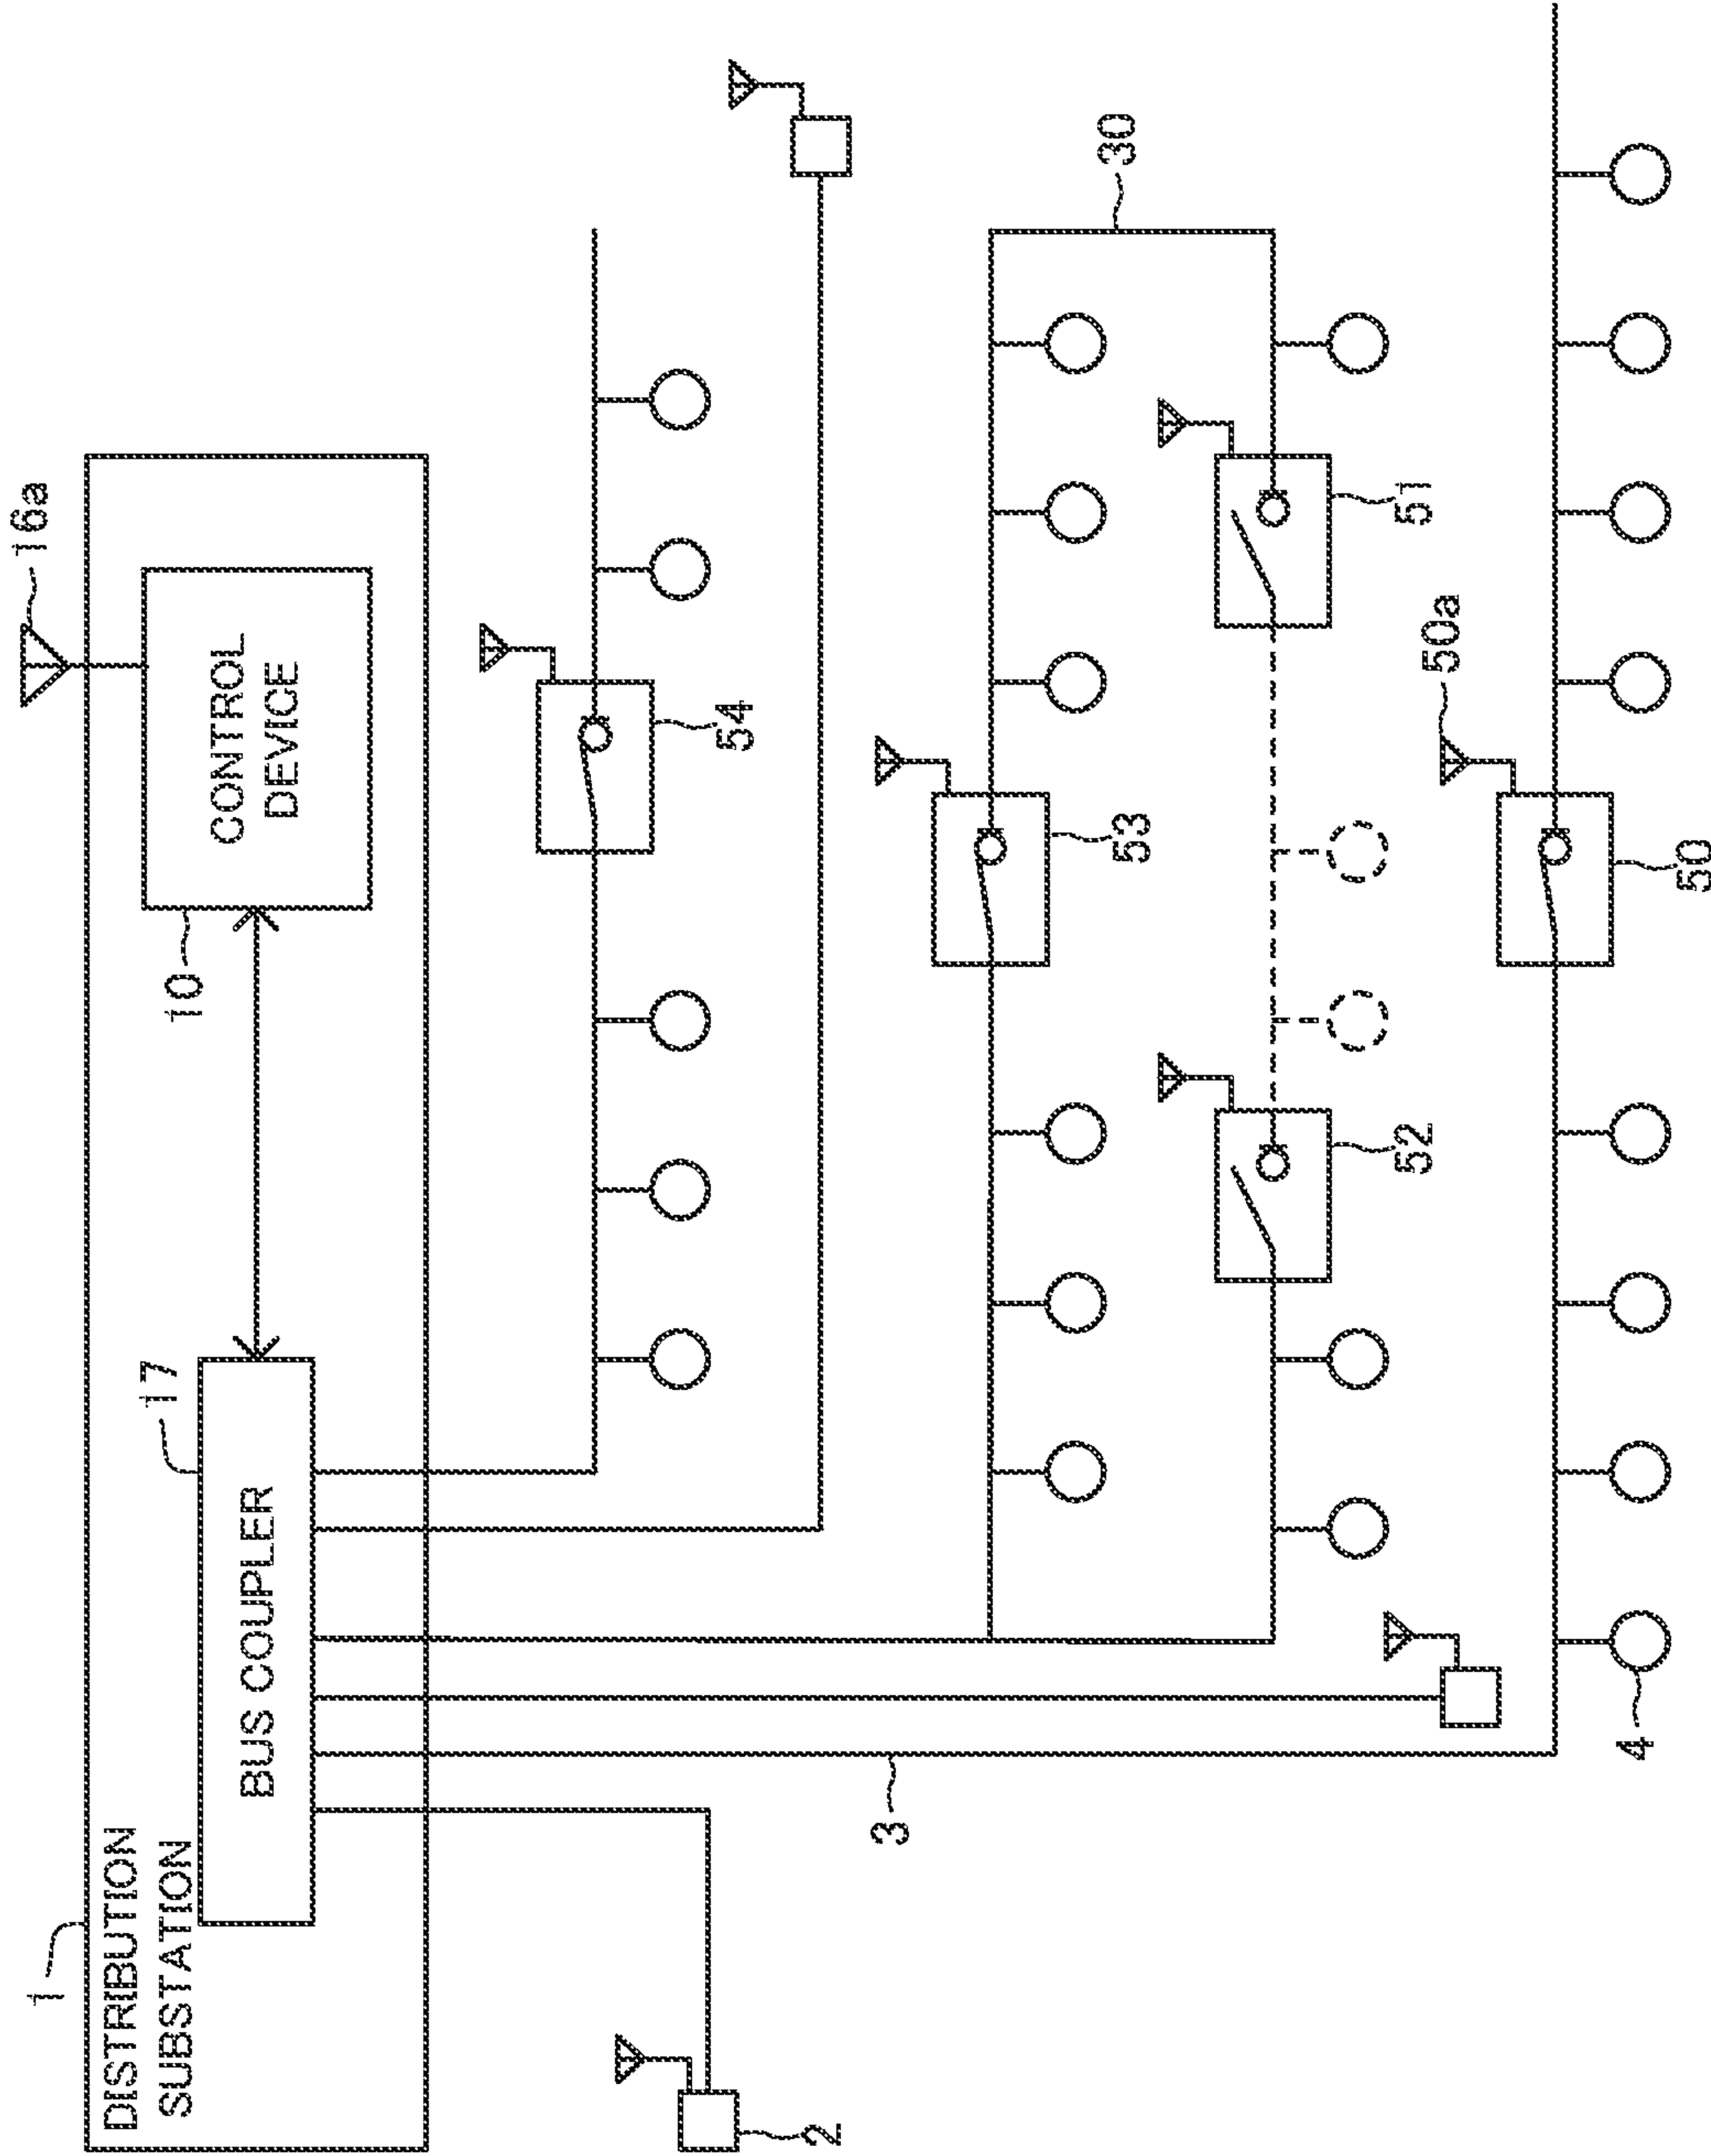 1
DISTRIBUTION
SUBSTATION
17
BUS COUPLER
10
CONTROL
DEVICE
16a
54
2
3
53
30
52
51
50a
4
50